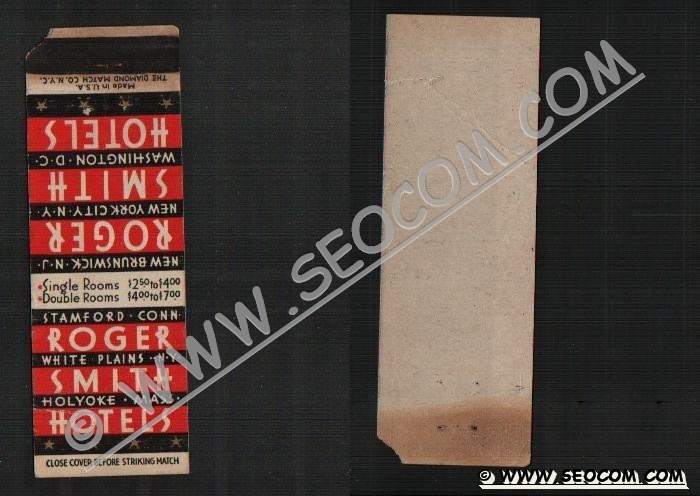 Made in U.S.A.
THE DIAMOND MATCH CO. N.Y.C.
HOTELS
WASHINGTON · D · C ·
SMITH
NEW YORK CITY · N · Y ·
ROGER
NEW BRUNSWICK · N · J ·
Single Rooms $2.50 to $4.00
Double Rooms $4.00 to $7.00
STAMFORD · CONN ·
ROGER
WHITE PLAINS · N · Y ·
SMITH
HOLYOKE · MASS ·
HOTELS
CLOSE COVER BEFORE STRIKING MATCH
© WWW.SEOCOM.COM
© WWW.SEOCOM.COM